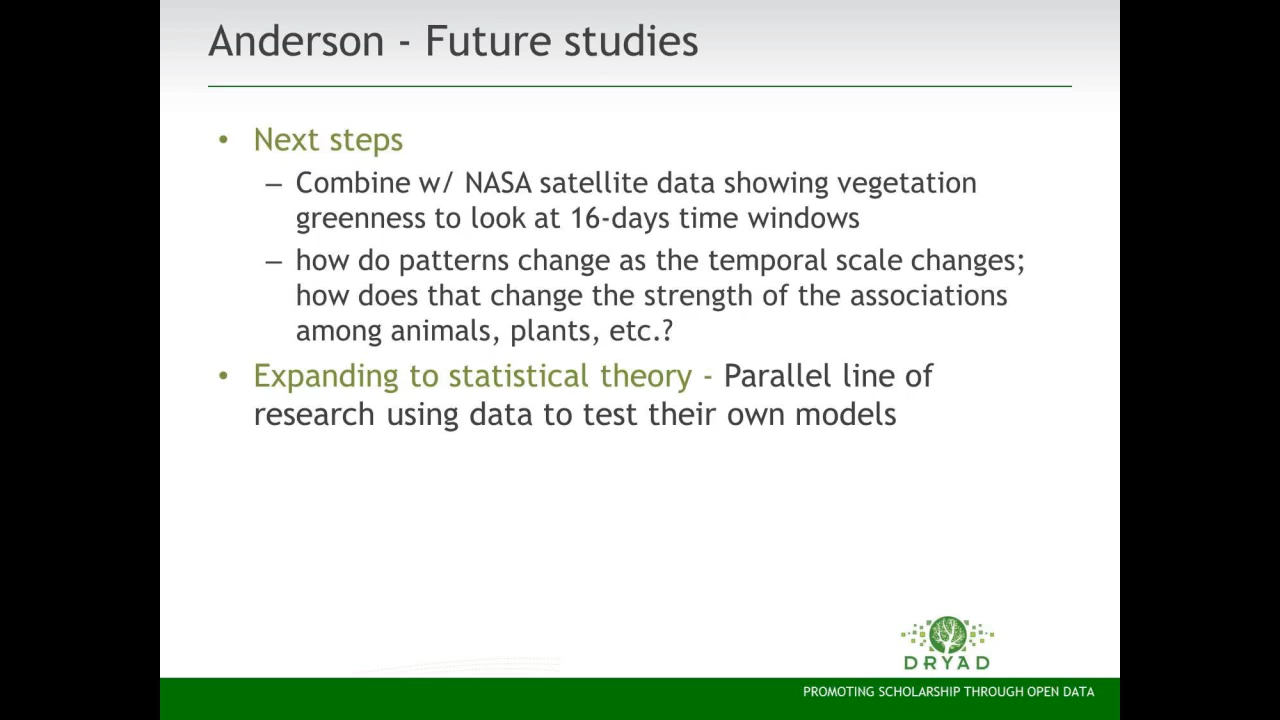 Anderson - Future studies
• Next steps
– Combine w/ NASA satellite data showing vegetation
greenness to look at 16-days time windows
– how do patterns change as the temporal scale changes;
how does that change the strength of the associations
among animals, plants, etc.?
• Expanding to statistical theory - Parallel line of
research using data to test their own models
DRYAD
PROMOTING SCHOLARSHIP THROUGH OPEN DATA